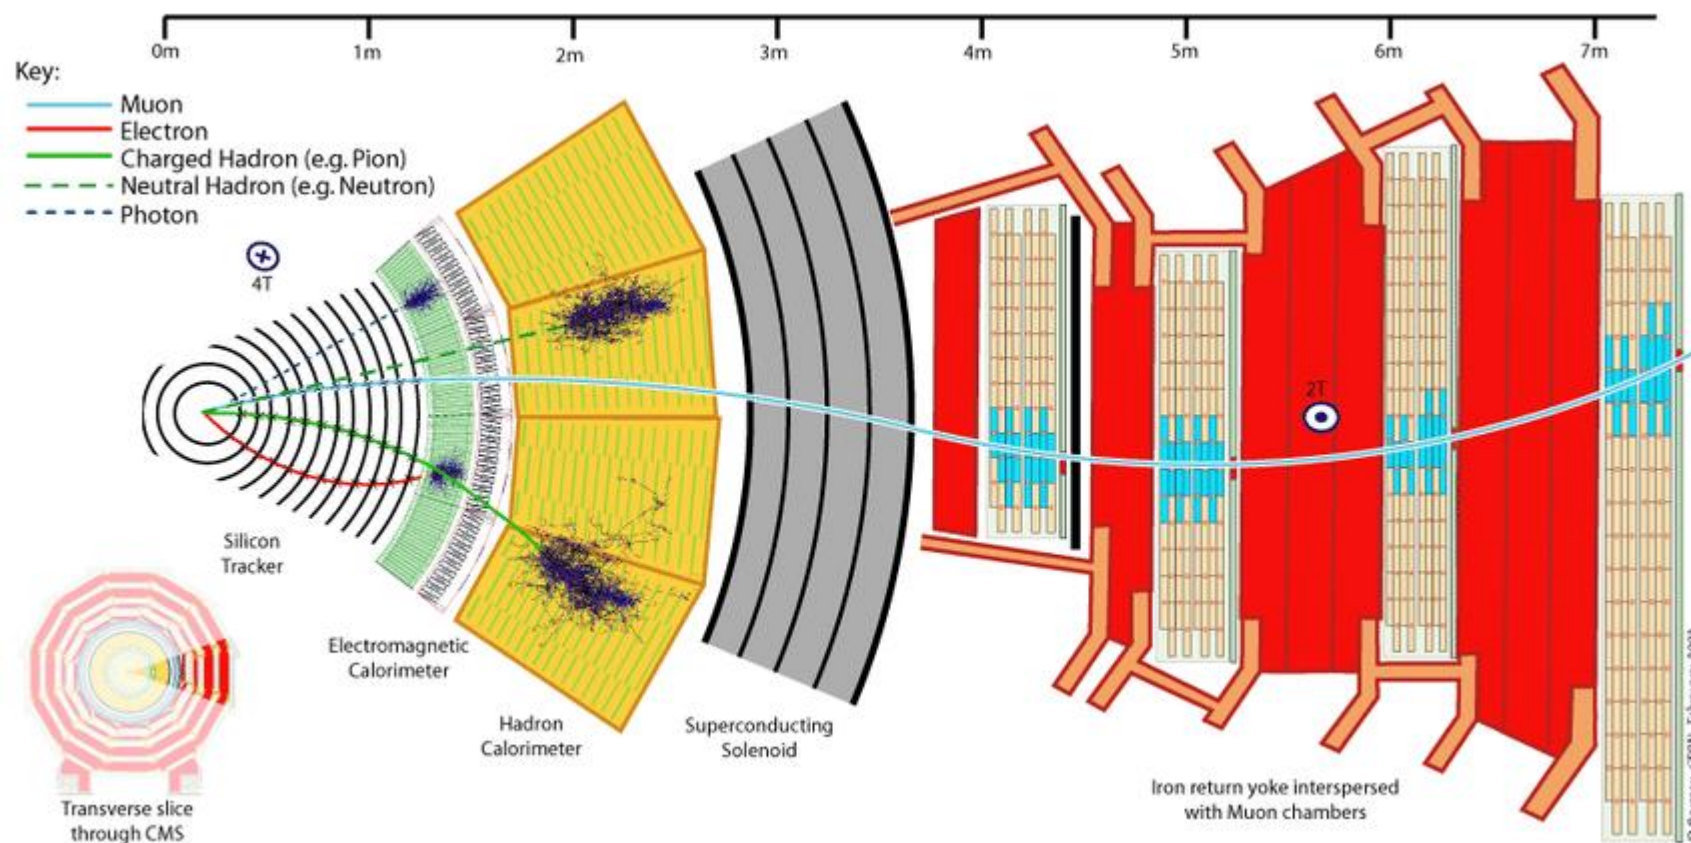 0m 1m 2m 3m 4m 5m 6m 7m
Key:
Muon
Electron
Charged Hadron (e.g. Pion)
Neutral Hadron (e.g. Neutron)
Photon
4T
2T
Silicon
Tracker
Electromagnetic
Calorimeter
Hadron
Calorimeter
Superconducting
Solenoid
Iron return yoke interspersed
with Muon chambers
Transverse slice
through CMS